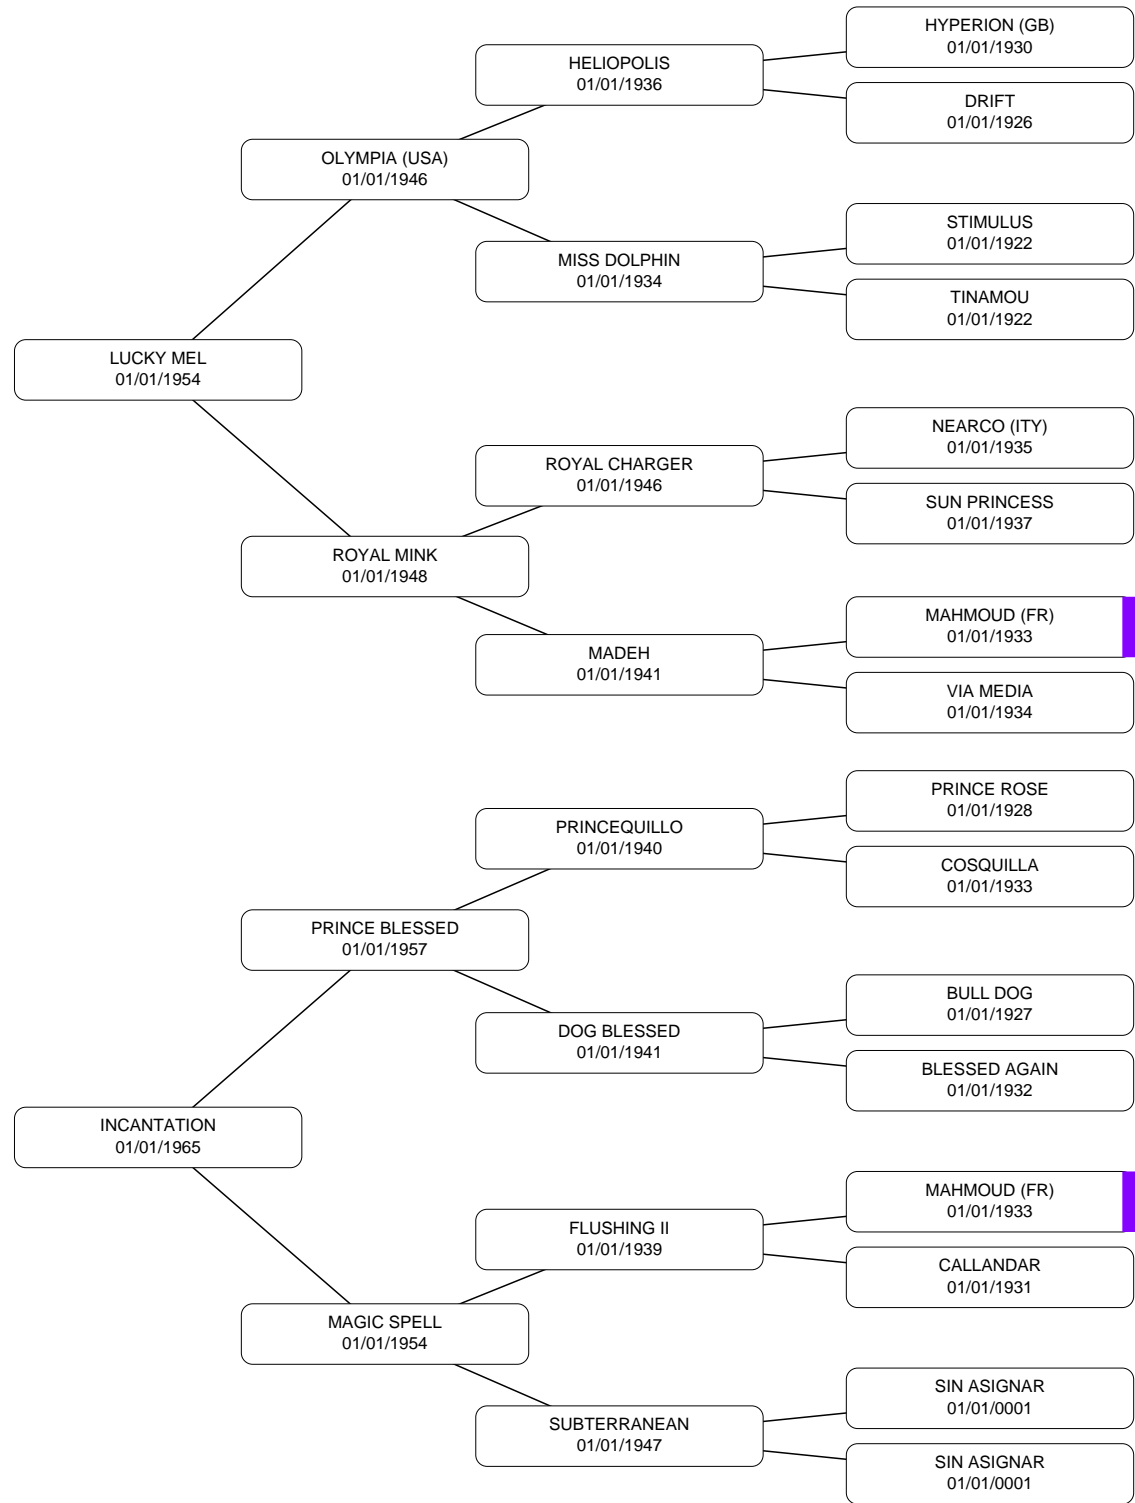 HYPERION (GB)
01/01/1930
HELIOPOLIS
01/01/1936
DRIFT
01/01/1926
OLYMPIA (USA)
01/01/1946
STIMULUS
01/01/1922
MISS DOLPHIN
01/01/1934
TINAMOU
01/01/1922
LUCKY MEL
01/01/1954
NEARCO (ITY)
01/01/1935
ROYAL CHARGER
01/01/1946
SUN PRINCESS
01/01/1937
ROYAL MINK
01/01/1948
MAHMOUD (FR)
01/01/1933
MADEH
01/01/1941
VIA MEDIA
01/01/1934
PRINCE ROSE
01/01/1928
PRINCEQUILLO
01/01/1940
COSQUILLA
01/01/1933
PRINCE BLESSED
01/01/1957
BULL DOG
01/01/1927
DOG BLESSED
01/01/1941
BLESSED AGAIN
01/01/1932
INCANTATION
01/01/1965
MAHMOUD (FR)
01/01/1933
FLUSHING II
01/01/1939
CALLANDAR
01/01/1931
MAGIC SPELL
01/01/1954
SIN ASIGNAR
01/01/0001
SUBTERRANEAN
01/01/1947
SIN ASIGNAR
01/01/0001